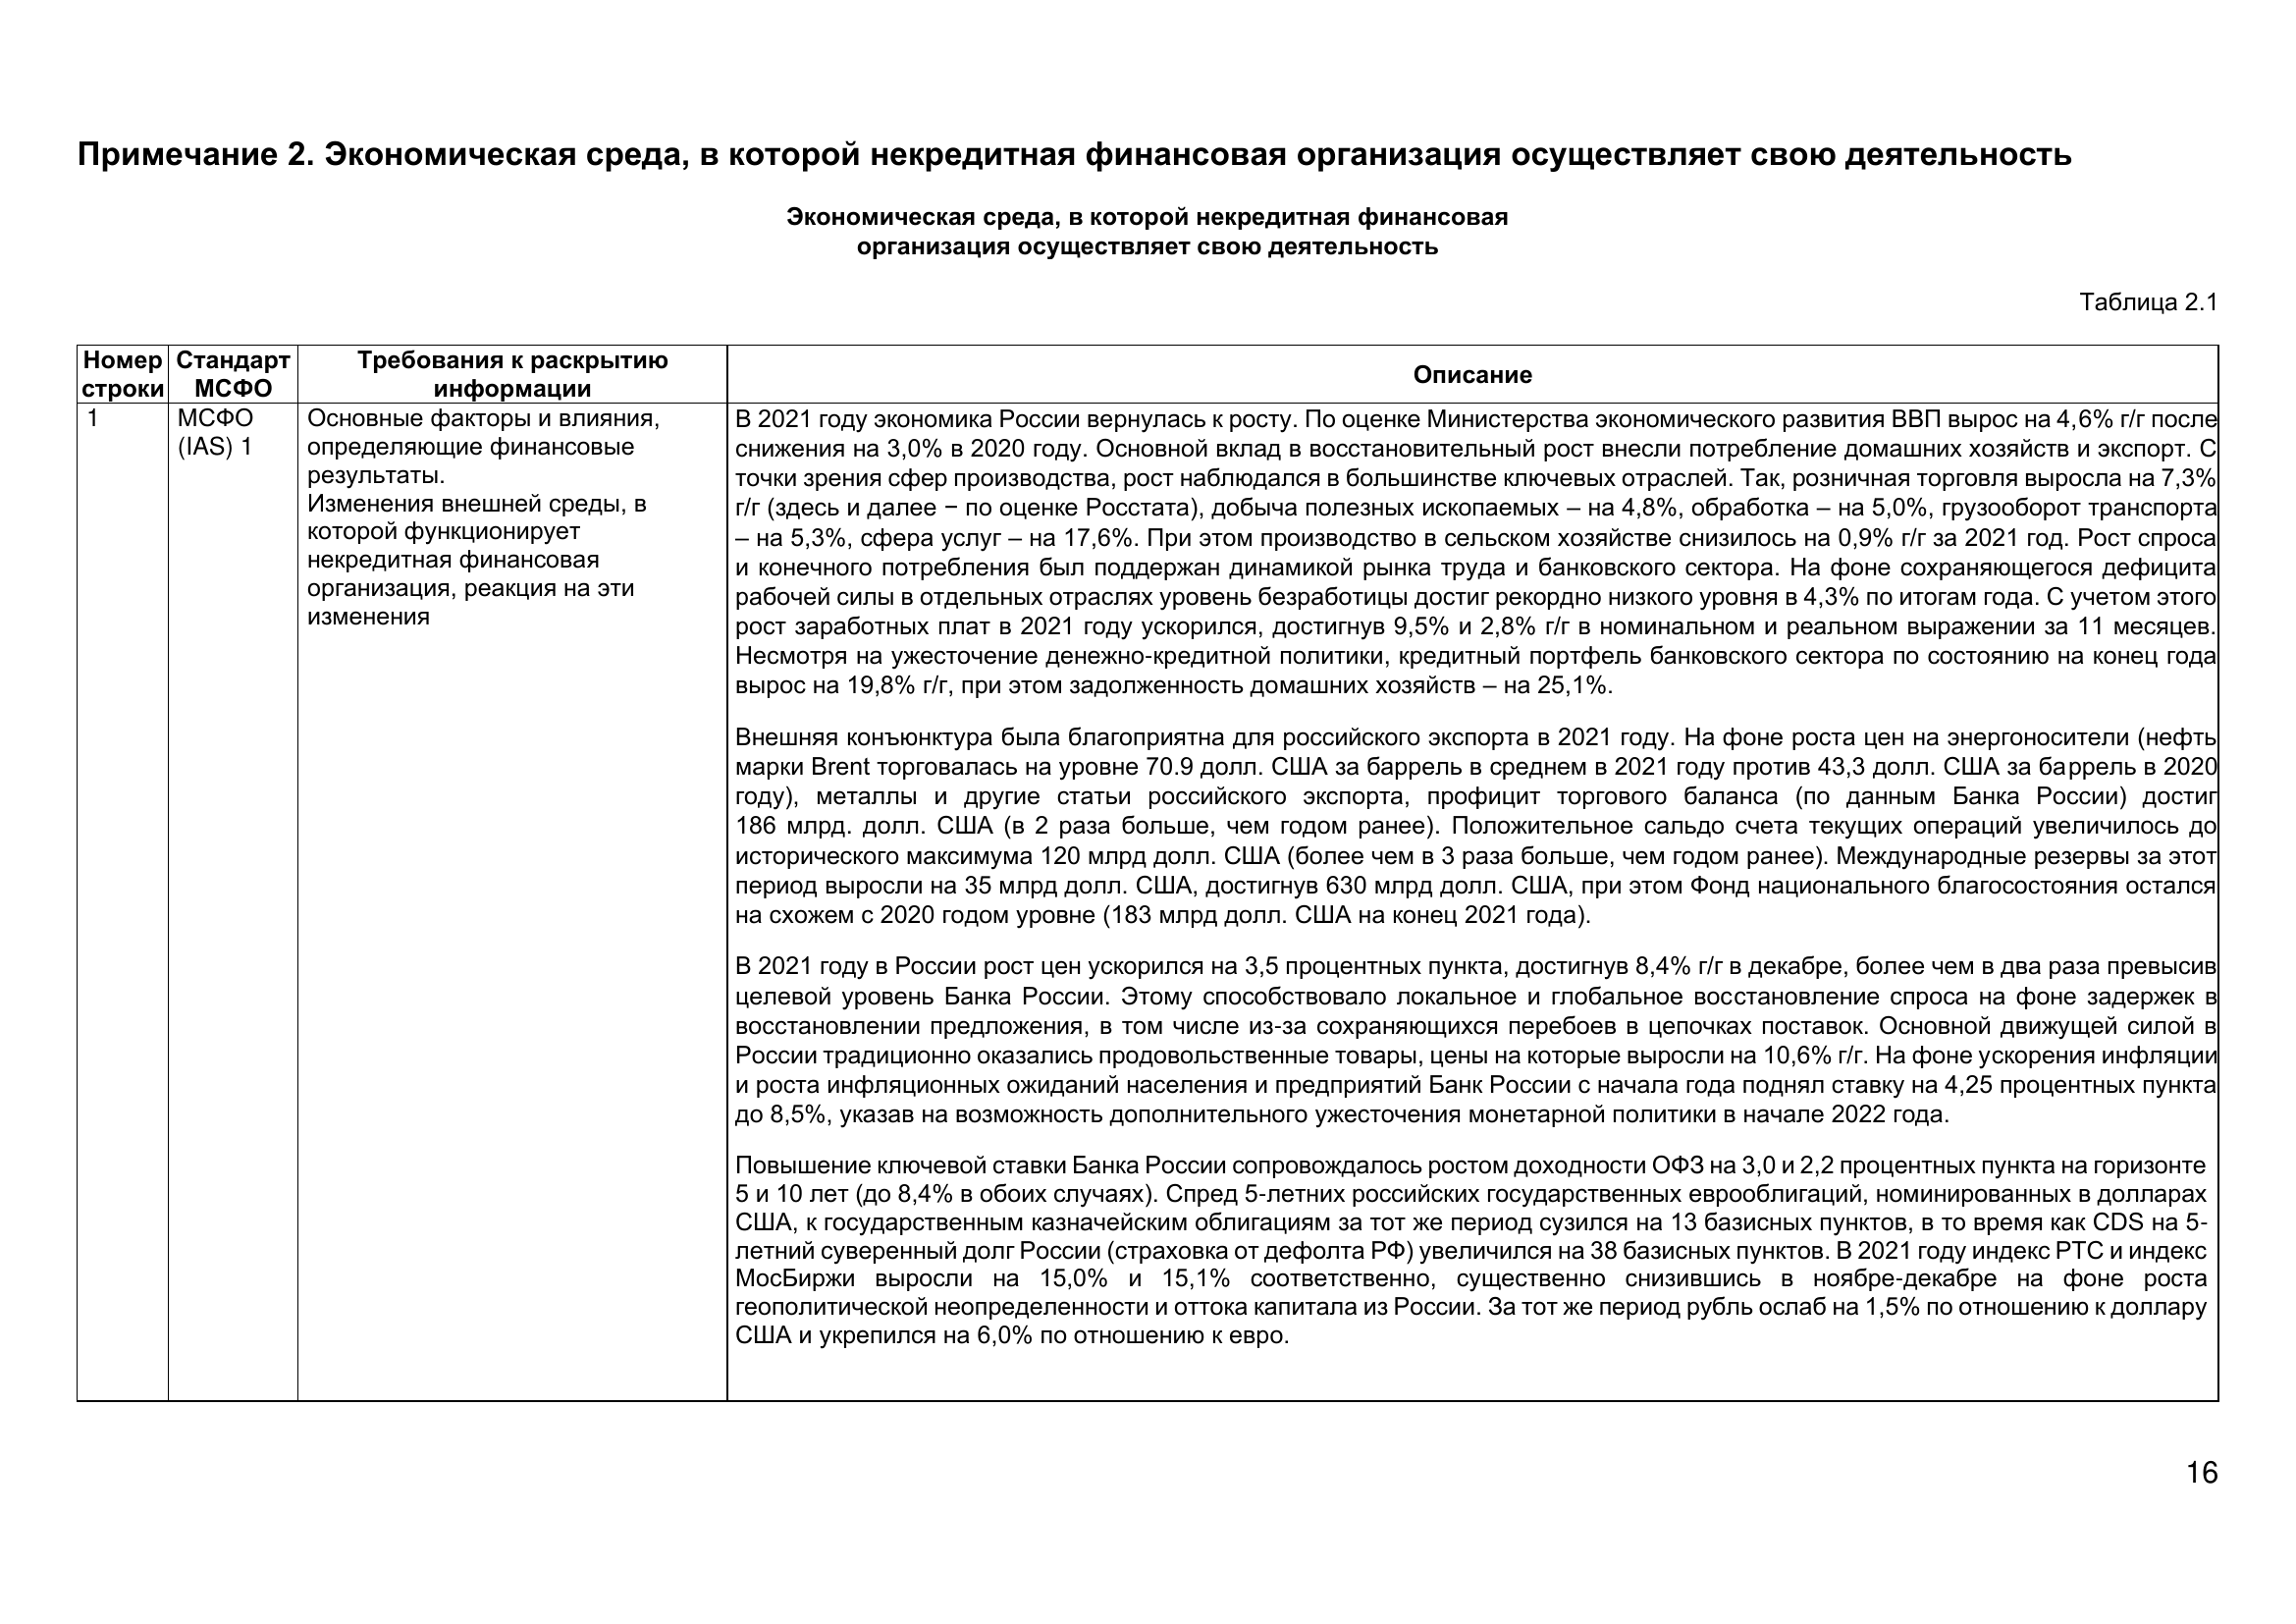 Примечание 2. Экономическая среда, в которой некредитная финансовая организация осуществляет свою деятельность
Экономическая среда, в которой некредитная финансовая
организация осуществляет свою деятельность
Таблица 2.1
Номер строки
Стандарт МСФО
Требования к раскрытию информации
Описание
1
МСФО
(IAS) 1
Основные факторы и влияния,
определяющие финансовые
результаты.
Изменения внешней среды, в
которой функционирует
некредитная финансовая
организация, реакция на эти
изменения
В 2021 году экономика России вернулась к росту. По оценке Министерства экономического развития ВВП вырос на 4,6% г/г после
снижения на 3,0% в 2020 году. Основной вклад в восстановительный рост внесли потребление домашних хозяйств и экспорт. С
точки зрения сфер производства, рост наблюдался в большинстве ключевых отраслей. Так, розничная торговля выросла на 7,3%
г/г (здесь и далее − по оценке Росстата), добыча полезных ископаемых – на 4,8%, обработка – на 5,0%, грузооборот транспорта
– на 5,3%, сфера услуг – на 17,6%. При этом производство в сельском хозяйстве снизилось на 0,9% г/г за 2021 год. Рост спроса
и конечного потребления был поддержан динамикой рынка труда и банковского сектора. На фоне сохраняющегося дефицита
рабочей силы в отдельных отраслях уровень безработицы достиг рекордно низкого уровня в 4,3% по итогам года. С учетом этого
рост заработных плат в 2021 году ускорился, достигнув 9,5% и 2,8% г/г в номинальном и реальном выражении за 11 месяцев.
Несмотря на ужесточение денежно-кредитной политики, кредитный портфель банковского сектора по состоянию на конец года
вырос на 19,8% г/г, при этом задолженность домашних хозяйств – на 25,1%.
Внешняя конъюнктура была благоприятна для российского экспорта в 2021 году. На фоне роста цен на энергоносители (нефть
марки Brent торговалась на уровне 70.9 долл. США за баррель в среднем в 2021 году против 43,3 долл. США за баррель в 2020
году), металлы и другие статьи российского экспорта, профицит торгового баланса (по данным Банка России) достиг
186 млрд. долл. США (в 2 раза больше, чем годом ранее). Положительное сальдо счета текущих операций увеличилось до
исторического максимума 120 млрд долл. США (более чем в 3 раза больше, чем годом ранее). Международные резервы за этот
период выросли на 35 млрд долл. США, достигнув 630 млрд долл. США, при этом Фонд национального благосостояния остался
на схожем с 2020 годом уровне (183 млрд долл. США на конец 2021 года).
В 2021 году в России рост цен ускорился на 3,5 процентных пункта, достигнув 8,4% г/г в декабре, более чем в два раза превысив
целевой уровень Банка России. Этому способствовало локальное и глобальное восстановление спроса на фоне задержек в
восстановлении предложения, в том числе из-за сохраняющихся перебоев в цепочках поставок. Основной движущей силой в
России традиционно оказались продовольственные товары, цены на которые выросли на 10,6% г/г. На фоне ускорения инфляции
и роста инфляционных ожиданий населения и предприятий Банк России с начала года поднял ставку на 4,25 процентных пункта
до 8,5%, указав на возможность дополнительного ужесточения монетарной политики в начале 2022 года.
Повышение ключевой ставки Банка России сопровождалось ростом доходности ОФЗ на 3,0 и 2,2 процентных пункта на горизонте
5 и 10 лет (до 8,4% в обоих случаях). Спред 5-летних российских государственных еврооблигаций, номинированных в долларах
США, к государственным казначейским облигациям за тот же период сузился на 13 базисных пунктов, в то время как CDS на 5-
летний суверенный долг России (страховка от дефолта РФ) увеличился на 38 базисных пунктов. В 2021 году индекс РТС и индекс
МосБиржи выросли на 15,0% и 15,1% соответственно, существенно снизившись в ноябре-декабре на фоне роста
геополитической неопределенности и оттока капитала из России. За тот же период рубль ослаб на 1,5% по отношению к доллару
США и укрепился на 6,0% по отношению к евро.
16